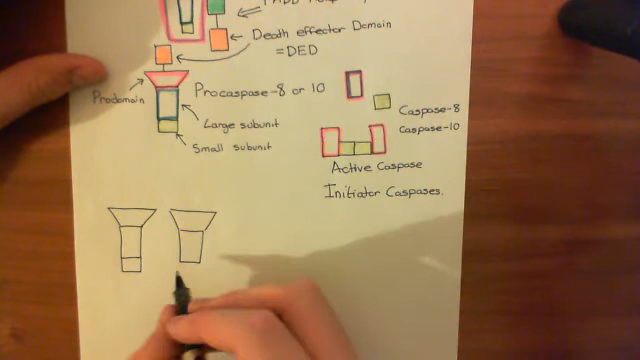 Death effector Domain
=DED
Prodomain
Procaspase-8 or 10
Large subunit
Small subunit
Caspase-8
Caspase-10
Active Caspase
Initiator Caspases.